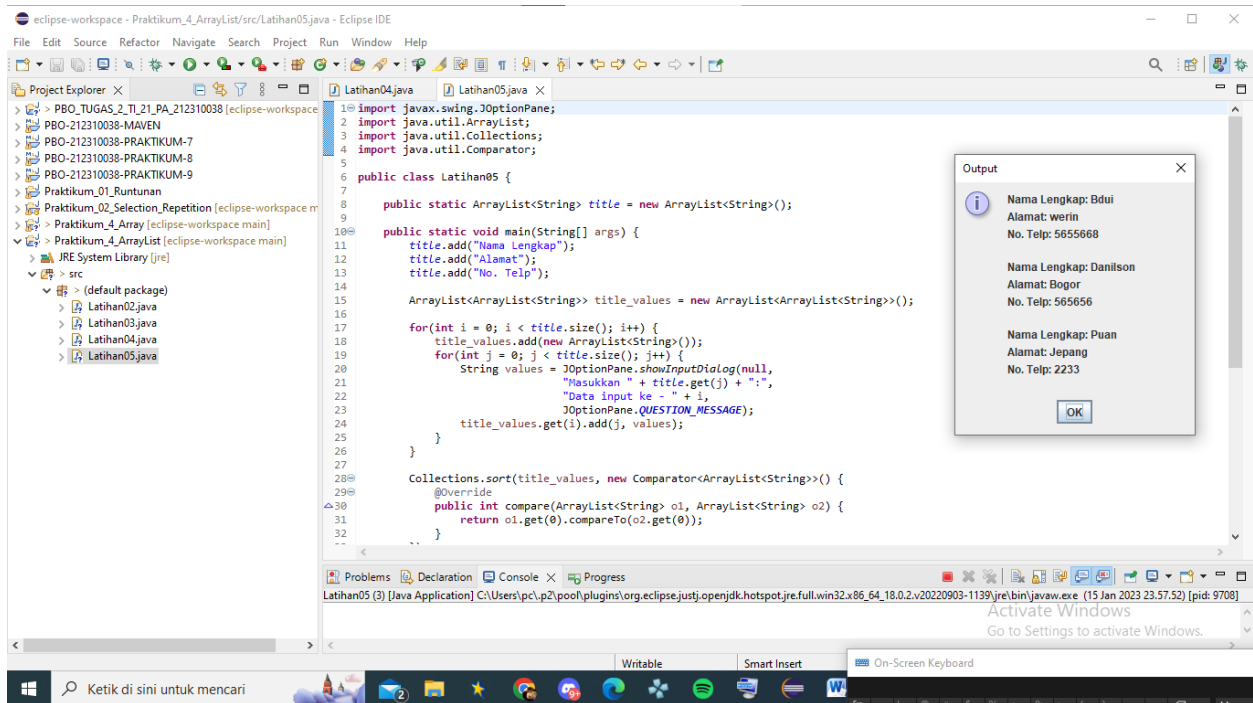 eclipse-workspace - Praktikum_4_ArrayList/src/Latihan05.java - Eclipse IDE
File Edit Source Refactor Navigate Search Project Run Window Help
Project Explorer
> PBO_TUGAS_2_TI_21_PA_212310038 [eclipse-workspace
PBO-212310038-MAVEN
PBO-212310038-PRAKTIKUM-7
PBO-212310038-PRAKTIKUM-8
PBO-212310038-PRAKTIKUM-9
Praktikum_01_Runtunan
Praktikum_02_Selection_Repetition [eclipse-workspace m
> Praktikum_4_Array [eclipse-workspace main]
> Praktikum_4_ArrayList [eclipse-workspace main]
JRE System Library [jre]
> src
> (default package)
Latihan02.java
Latihan03.java
Latihan04.java
Latihan05.java
Latihan04.java Latihan05.java
1 import javax.swing.JOptionPane;
2 import java.util.ArrayList;
3 import java.util.Collections;
4 import java.util.Comparator;
5
6 public class Latihan05 {
7
8 public static ArrayList<String> title = new ArrayList<String>();
9
10 public static void main(String[] args) {
11 title.add("Nama Lengkap");
12 title.add("Alamat");
13 title.add("No. Telp");
14
15 ArrayList<ArrayList<String>> title_values = new ArrayList<ArrayList<String>>();
16
17 for(int i = 0; i < title.size(); i++) {
18 title_values.add(new ArrayList<String>());
19 for(int j = 0; j < title.size(); j++) {
20 String values = JOptionPane.showInputDialog(null,
21 "Masukkan " + title.get(j) + ":",
22 "Data input ke - " + i,
23 JOptionPane.QUESTION_MESSAGE);
24 title_values.get(i).add(j, values);
25 }
26 }
27
28 Collections.sort(title_values, new Comparator<ArrayList<String>>() {
29 @Override
30 public int compare(ArrayList<String> o1, ArrayList<String> o2) {
31 return o1.get(0).compareTo(o2.get(0));
32 }
Output
Nama Lengkap: Bdui
Alamat: werin
No. Telp: 5655668
Nama Lengkap: Danilson
Alamat: Bogor
No. Telp: 565656
Nama Lengkap: Puan
Alamat: Jepang
No. Telp: 2233
OK
Problems Declaration Console Progress
Latihan05 (3) [Java Application] C:\Users\pc\.p2\pool\plugins\org.eclipse.justj.openjdk.hotspot.jre.full.win32.x86_64_18.0.2.v20220903-1139\jre\bin\javaw.exe (15 Jan 2023 23.57.52) [pid: 9708]
Activate Windows
Go to Settings to activate Windows.
Writable Smart Insert
On-Screen Keyboard
Ketik di sini untuk mencari